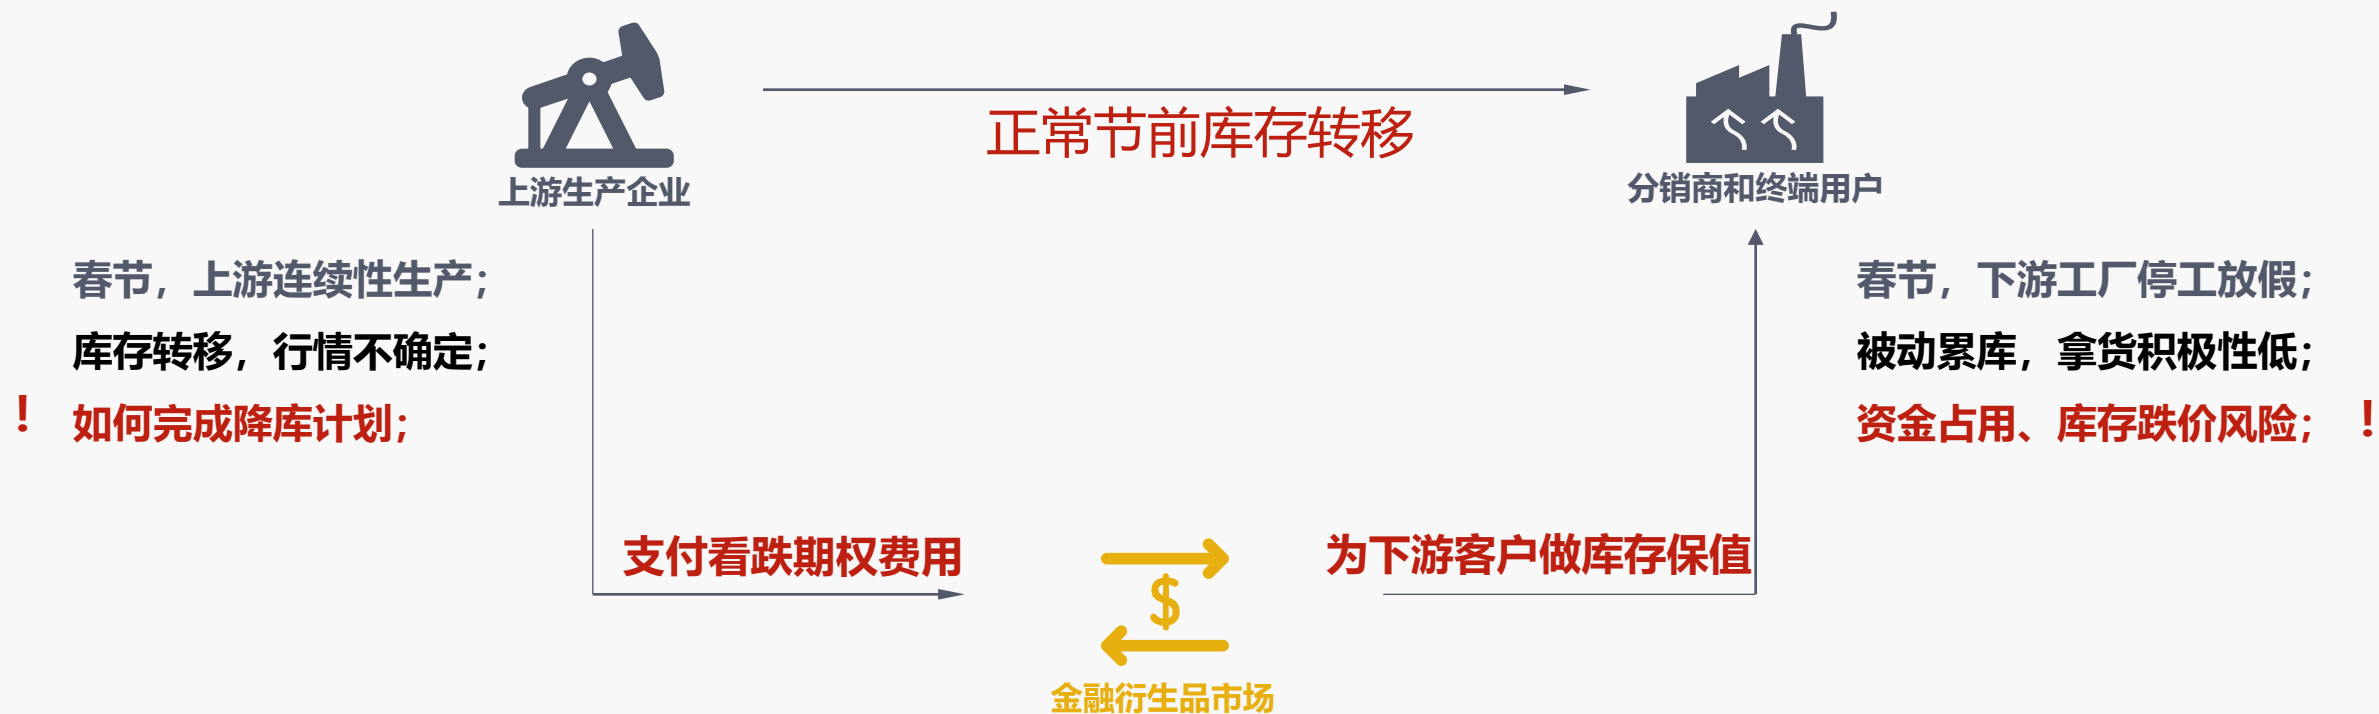 正常节前库存转移
上游生产企业
分销商和终端用户
春节，上游连续性生产；
库存转移，行情不确定；
！ 如何完成降库计划；
春节，下游工厂停工放假；
被动累库，拿货积极性低；
资金占用、库存跌价风险； ！
支付看跌期权费用
为下游客户做库存保值
$
金融衍生品市场